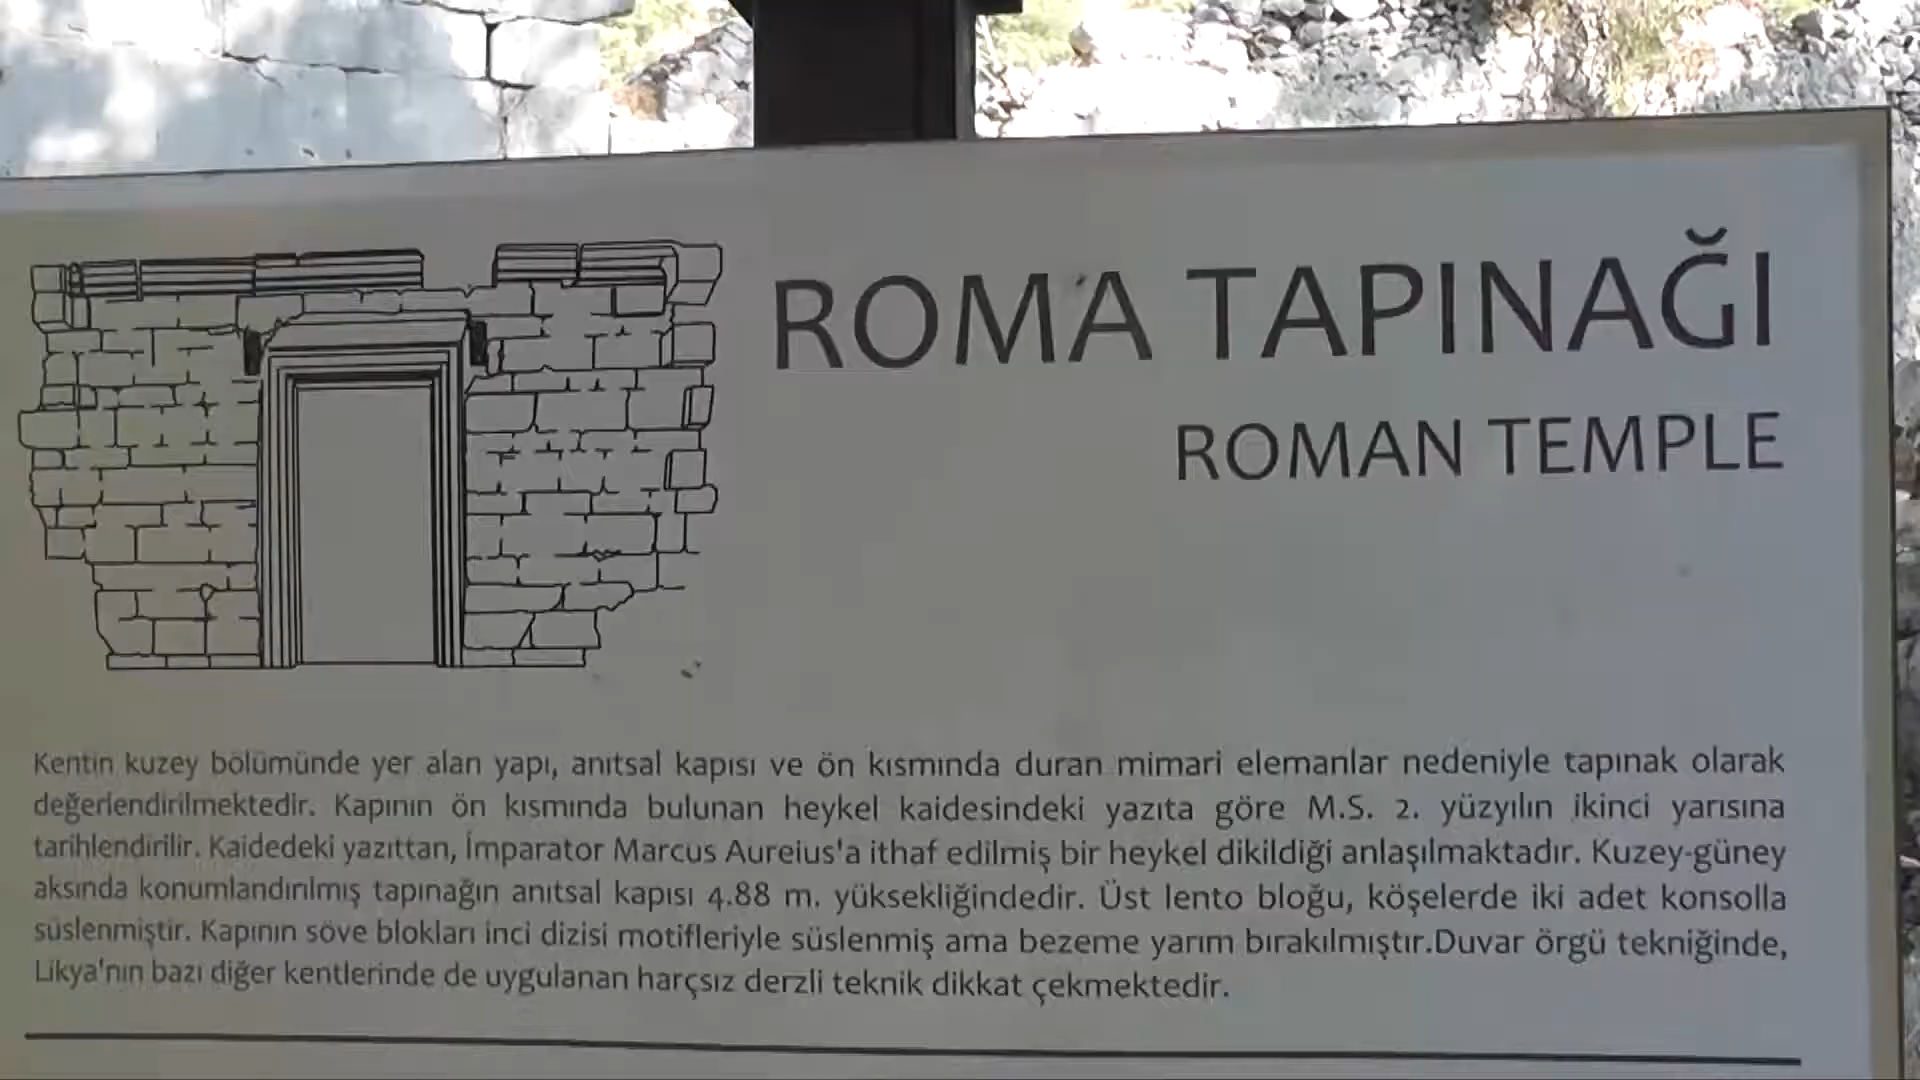 ROMA TAPINAĞI
ROMAN TEMPLE
Kentin kuzey bölümünde yer alan yapı, anıtsal kapısı ve ön kısmında duran mimari elemanlar nedeniyle tapınak olarak
değerlendirilmektedir. Kapının ön kısmında bulunan heykel kaidesindeki yazıta göre M.S. 2. yüzyılın ikinci yarısına
tarihlendirilir. Kaidedeki yazıttan, İmparator Marcus Aureius'a ithaf edilmiş bir heykel dikildiği anlaşılmaktadır. Kuzey-güney
aksında konumlandırılmış tapınağın anıtsal kapısı 4.88 m. yüksekliğindedir. Üst lento bloğu, köşelerde iki adet konsolla
süslenmiştir. Kapının söve blokları inci dizisi motifleriyle süslenmiş ama bezeme yarım bırakılmıştır.Duvar örgü tekniğinde,
Likya'nın bazı diğer kentlerinde de uygulanan harçsız derzli teknik dikkat çekmektedir.